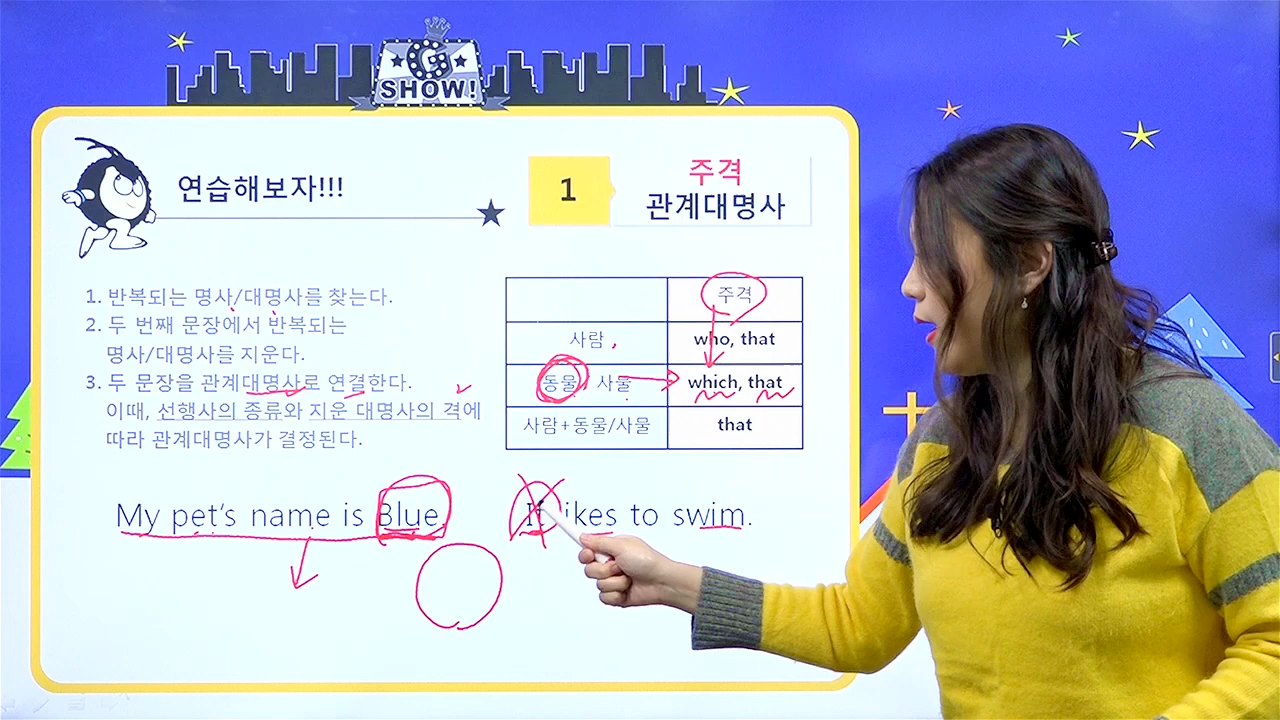 G
SHOW!
연습해보자!!!
1
주격
관계대명사
1. 반복되는 명사/대명사를 찾는다.
2. 두 번째 문장에서 반복되는
명사/대명사를 지운다.
3. 두 문장을 관계대명사로 연결한다.
이때, 선행사의 종류와 지운 대명사의 격에
따라 관계대명사가 결정된다.
주격
사람
who, that
동물, 사물
which, that
사람+동물/사물
that
My pet's name is Blue. It likes to swim.